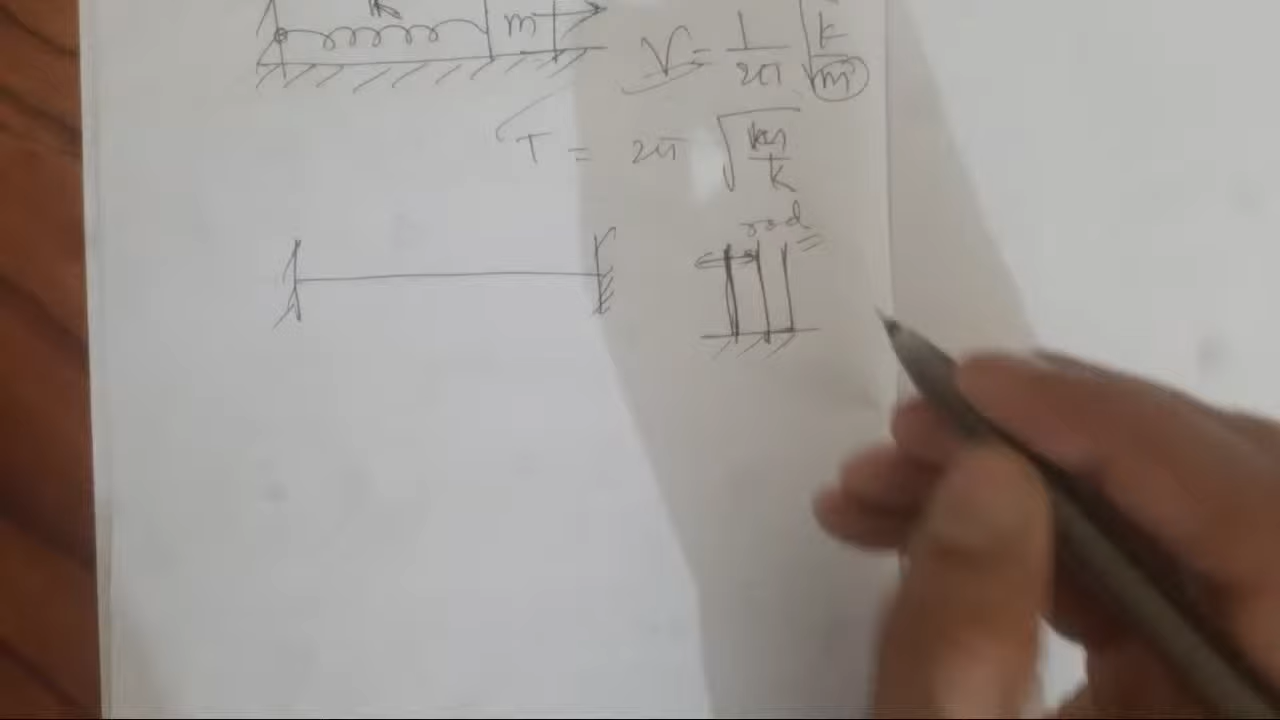 K
m
ν = 1/2π √(k/m)
T = 2π √(m/k)
rod